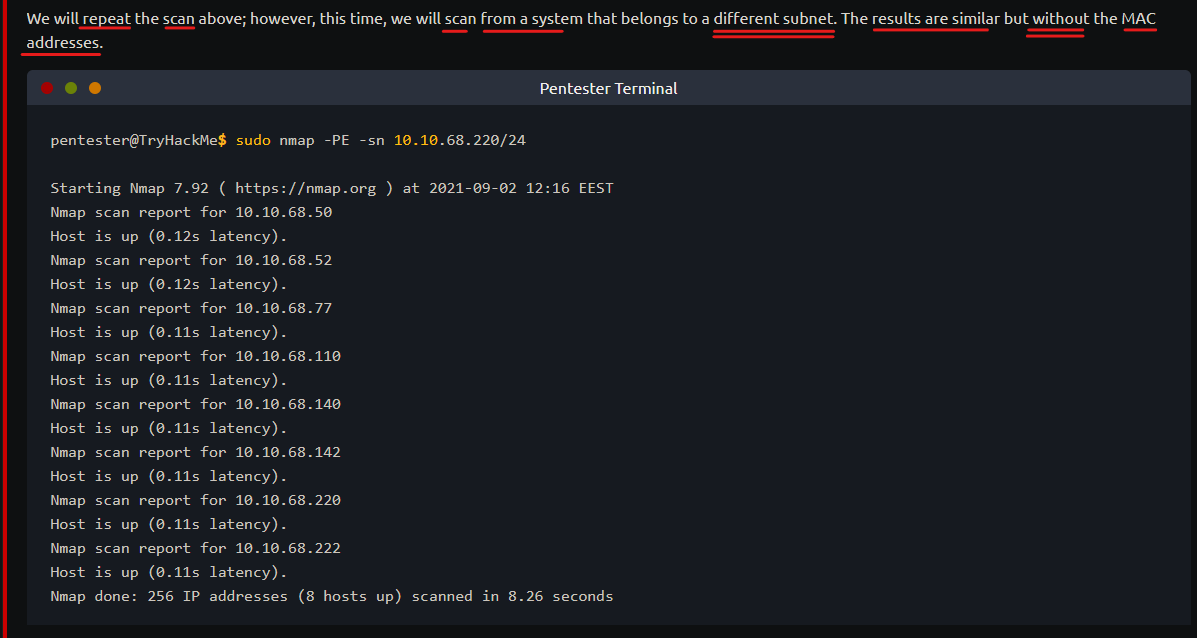 We will repeat the scan above; however, this time, we will scan from a system that belongs to a different subnet. The results are similar but without the MAC
addresses.
Pentester Terminal
pentester@TryHackMe$ sudo nmap -PE -sn 10.10.68.220/24
Starting Nmap 7.92 ( https://nmap.org ) at 2021-09-02 12:16 EEST
Nmap scan report for 10.10.68.50
Host is up (0.12s latency).
Nmap scan report for 10.10.68.52
Host is up (0.12s latency).
Nmap scan report for 10.10.68.77
Host is up (0.11s latency).
Nmap scan report for 10.10.68.110
Host is up (0.11s latency).
Nmap scan report for 10.10.68.140
Host is up (0.11s latency).
Nmap scan report for 10.10.68.142
Host is up (0.11s latency).
Nmap scan report for 10.10.68.220
Host is up (0.11s latency).
Nmap scan report for 10.10.68.222
Host is up (0.11s latency).
Nmap done: 256 IP addresses (8 hosts up) scanned in 8.26 seconds